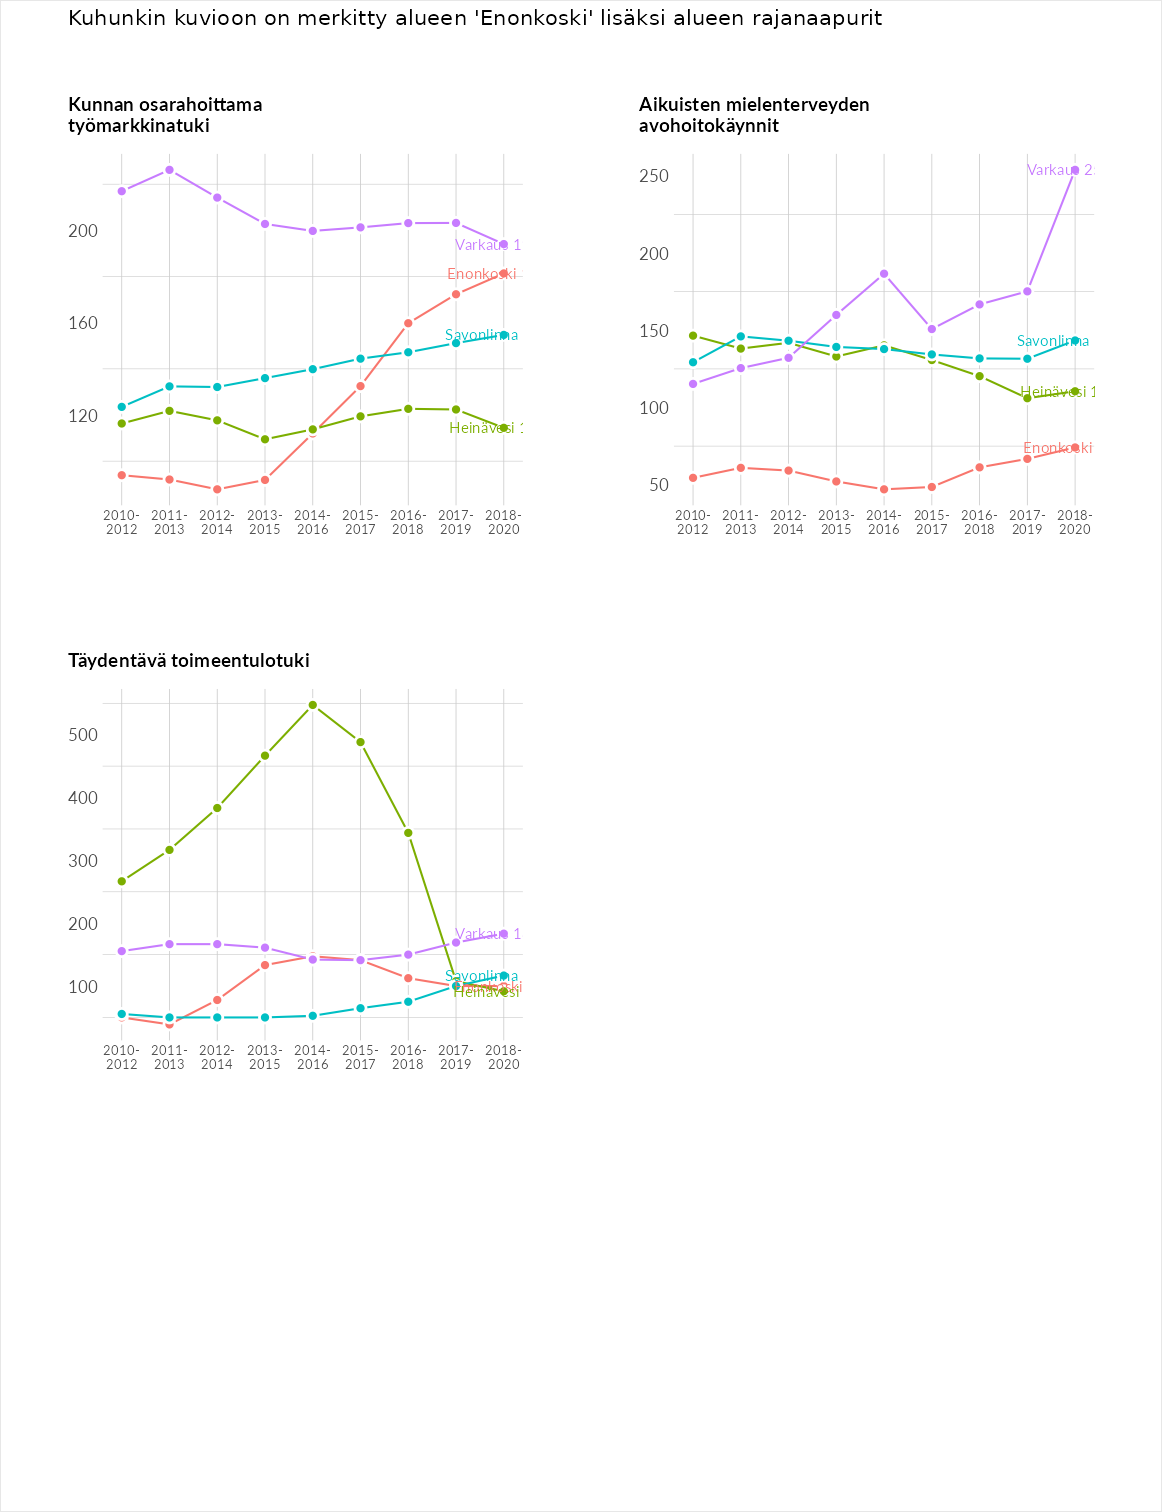 Kuhunkin kuvioon on merkitty alueen 'Enonkoski' lisäksi alueen rajanaapurit
Kunnan osarahoittama
työmarkkinatuki
200
160
120
Varkaus 1
Enonkoski
Savonlinna
Heinävesi 1
2010-2012 2011-2013 2012-2014 2013-2015 2014-2016 2015-2017 2016-2018 2017-2019 2018-2020
Aikuisten mielenterveyden
avohoitokäynnit
250
200
150
100
50
Varkaus 2
Savonlinna
Heinävesi 1
Enonkoski
2010-2012 2011-2013 2012-2014 2013-2015 2014-2016 2015-2017 2016-2018 2017-2019 2018-2020
Täydentävä toimeentulotuki
500
400
300
200
100
Varkaus 1
Savonlinna
Enonkoski
Heinävesi
2010-2012 2011-2013 2012-2014 2013-2015 2014-2016 2015-2017 2016-2018 2017-2019 2018-2020